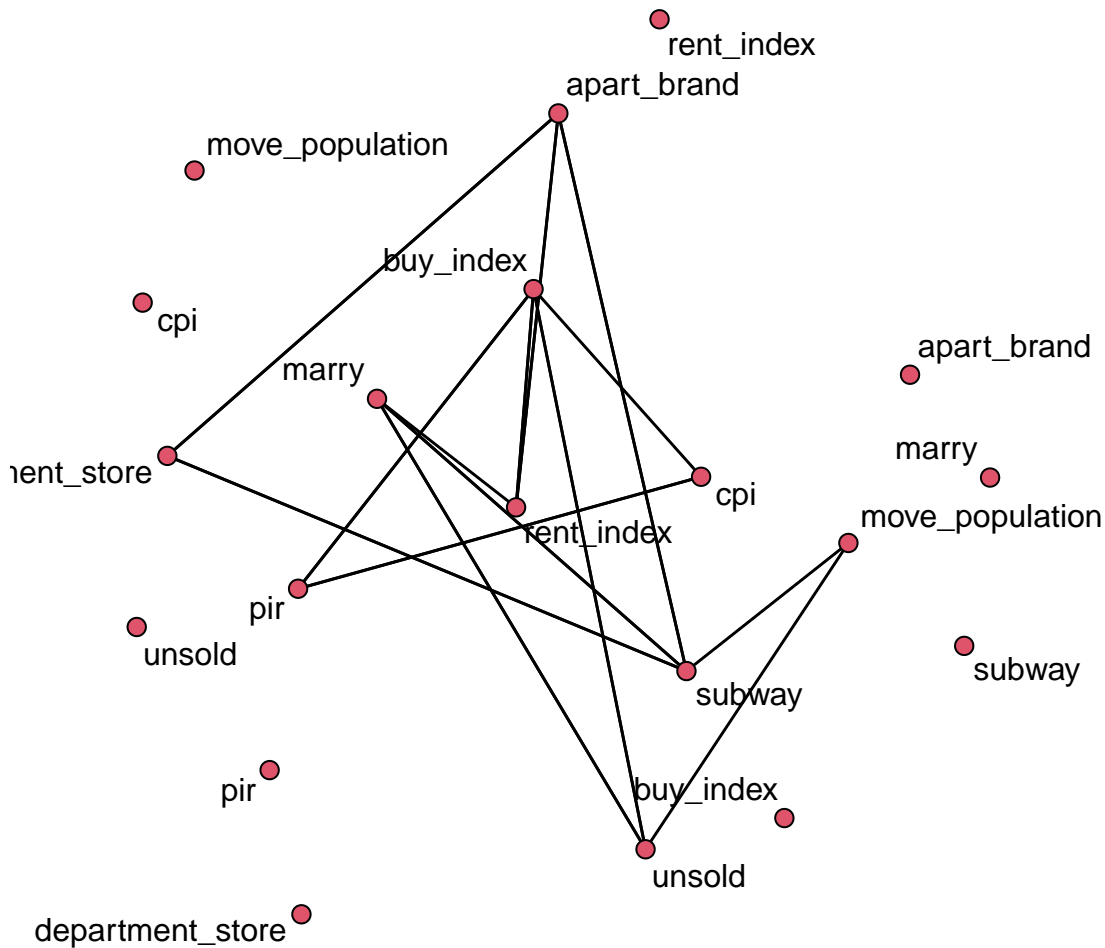 rent_index
apart_brand
move_population
buy_index
cpi
apart_brand
marry
marry
ment_store
cpi
move_population
rent_index
pir
unsold
subway
subway
pir
buy_index
unsold
department_store